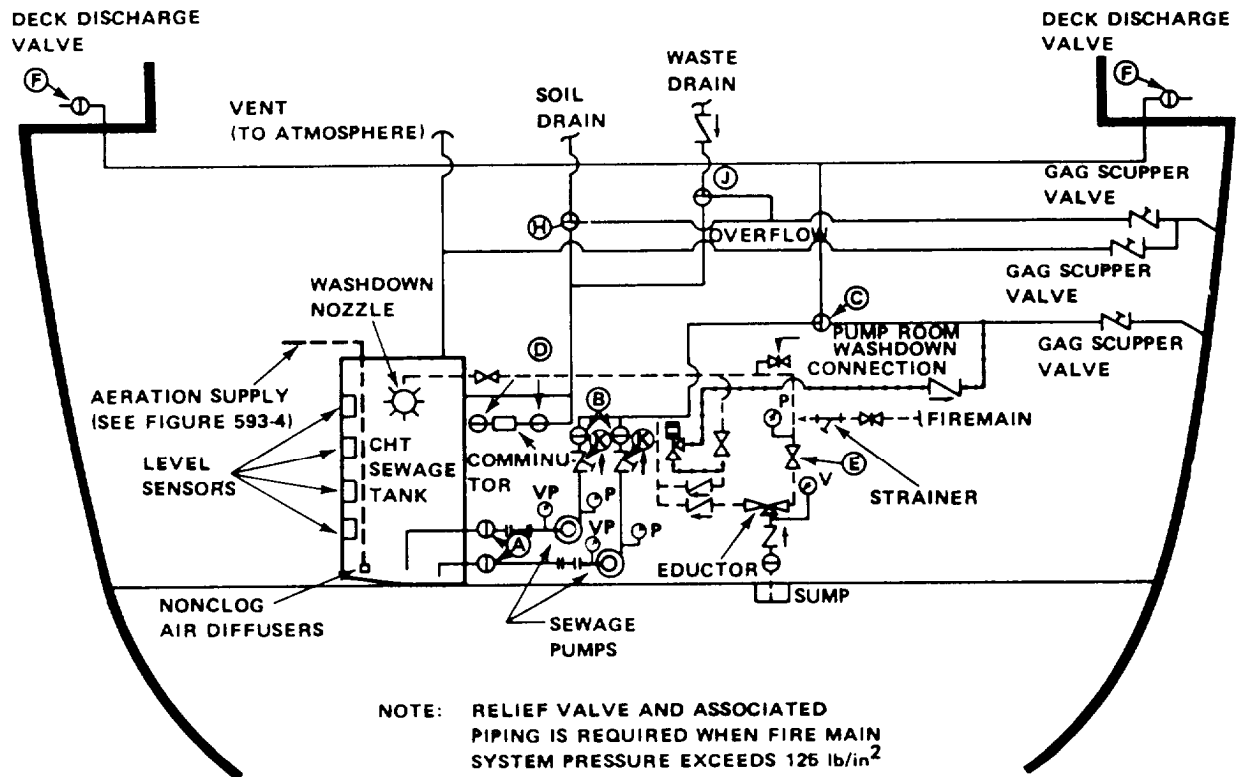 DECK DISCHARGE
VALVE
F
VENT
(TO ATMOSPHERE)
SOIL
DRAIN
WASTE
DRAIN
DECK DISCHARGE
VALVE
F
J
H
OVERFLOW
GAG SCUPPER
VALVE
GAG SCUPPER
VALVE
WASHDOWN
NOZZLE
D
C
PUMP ROOM
WASHDOWN
CONNECTION
GAG SCUPPER
VALVE
AERATION SUPPLY
(SEE FIGURE 593-4)
LEVEL
SENSORS
CHT
SEWAGE
TANK
COMMINU-
TOR
B
K
K
P
FIREMAIN
E
STRAINER
V
VP
P
VP
P
A
EDUCTOR
SUMP
NONCLOG
AIR DIFFUSERS
SEWAGE
PUMPS
NOTE: RELIEF VALVE AND ASSOCIATED
PIPING IS REQUIRED WHEN FIRE MAIN
SYSTEM PRESSURE EXCEEDS 125 lb/in²